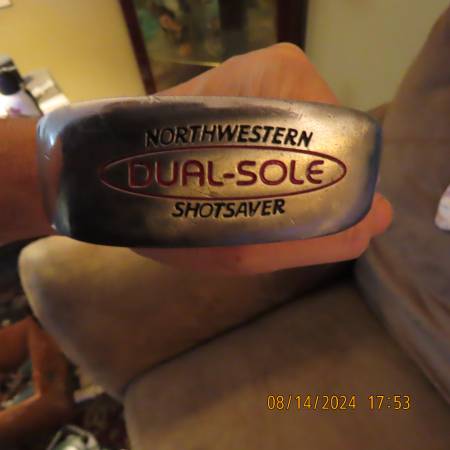 NORTHWESTERN
DUAL-SOLE
SHOTSAVER
08/14/2024 17:53